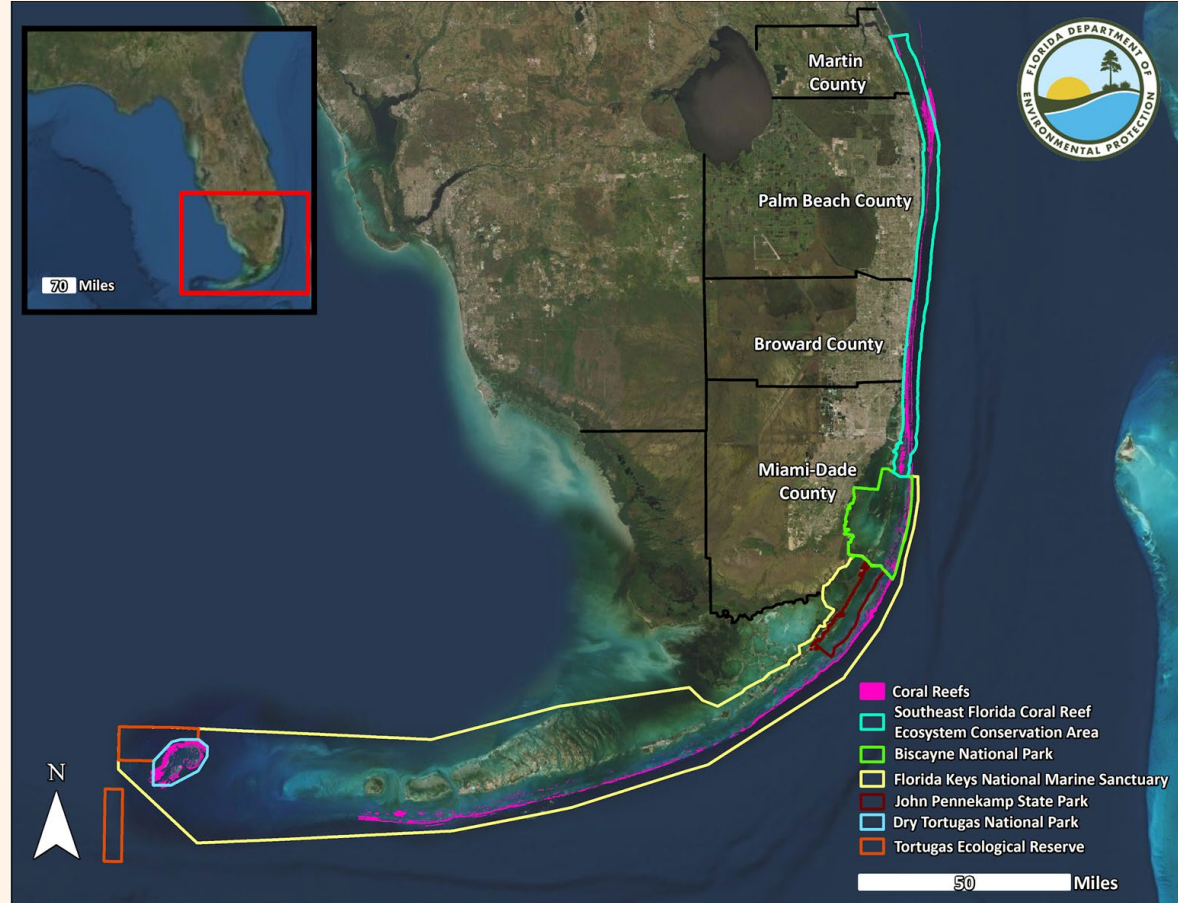 FLORIDA DEPARTMENT OF
ENVIRONMENTAL PROTECTION
Martin
County
Palm Beach County
70 Miles
Broward County
Miami-Dade
County
Coral Reefs
Southeast Florida Coral Reef
Ecosystem Conservation Area
Biscayne National Park
Florida Keys National Marine Sanctuary
John Pennekamp State Park
Dry Tortugas National Park
Tortugas Ecological Reserve
N
50 Miles